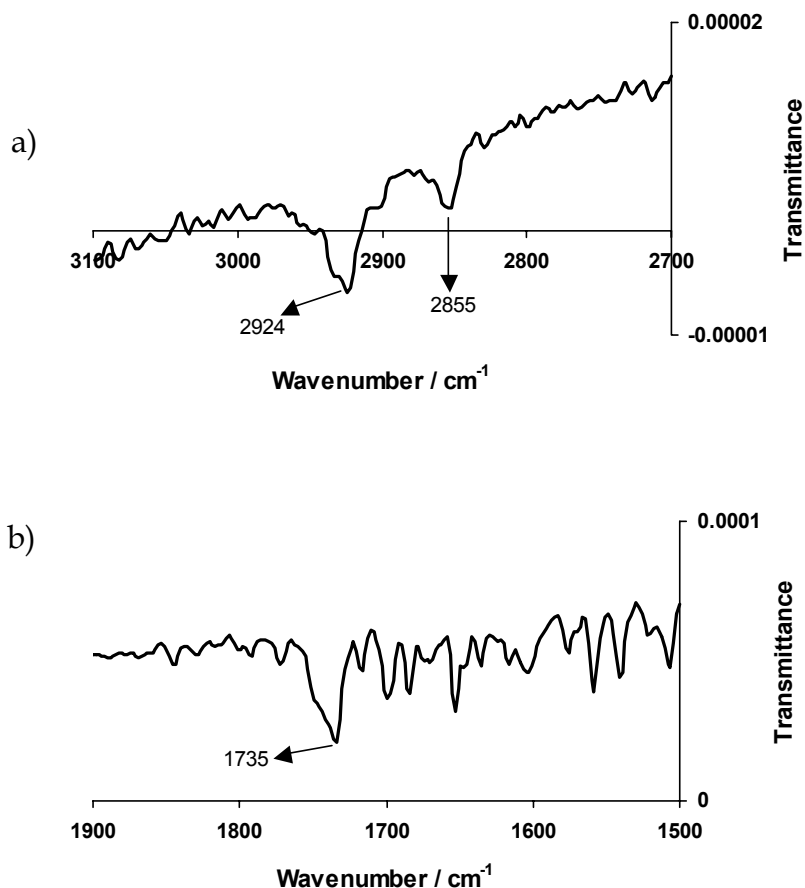 0.00002
a)
Transmittance
3100 3000 2900 2800 2700
2924
2855
-0.00001
Wavenumber / cm-1
b)
0.0001
Transmittance
1735
0
1900 1800 1700 1600 1500
Wavenumber / cm-1